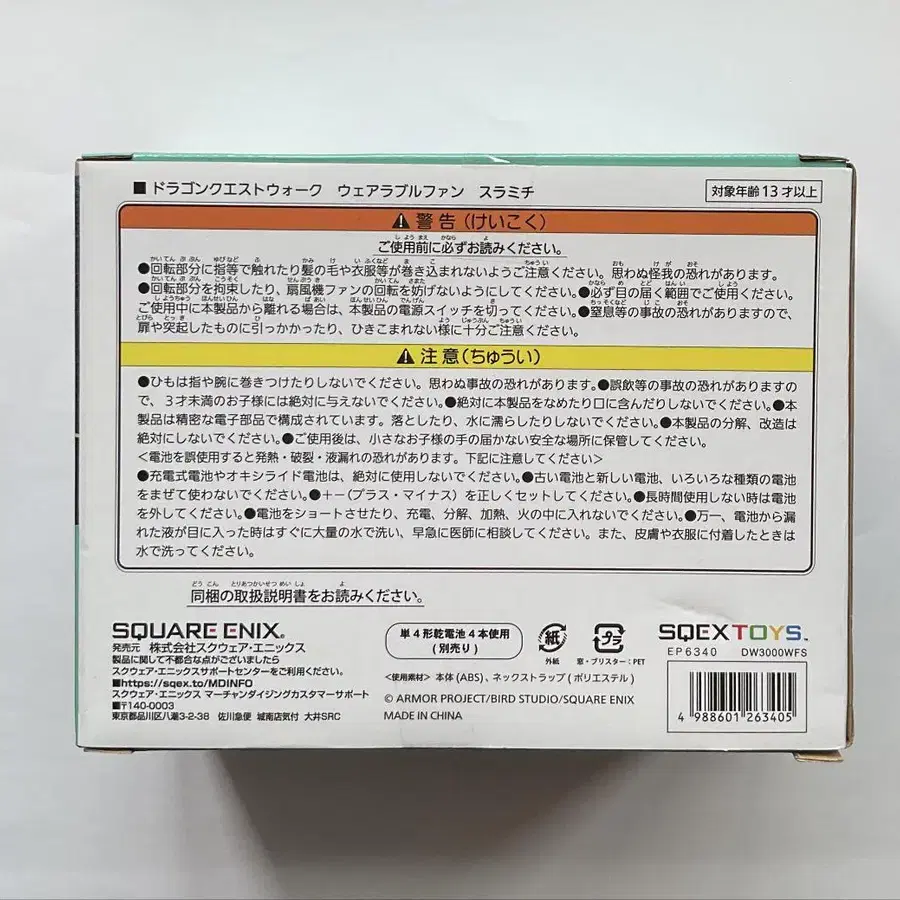 ■ドラゴンクエストウォーク ウェアラブルファン スラミチ
対象年齢13才以上
⚠警告(けいこく)
ご使用前に必ずお読みください。
●回転部分に指等で触れたり髪の毛や衣服等が巻き込まれないようご注意ください。思わぬ怪我の恐れがあります。
●回転部分を拘束したり、扇風機ファンの回転を妨げないようにしてください。●必ず目の届く範囲でご使用ください。
ご使用中に本製品から離れる場合は、本製品の電源スイッチを切ってください。●窒息等の事故の恐れがありますので、
扉や突起したものに引っかかったり、ひきこまれない様に十分ご注意ください。
⚠注意(ちゅうい)
●ひもは指や腕に巻きつけたりしないでください。思わぬ事故の恐れがあります。●誤飲等の事故の恐れがありますの
で、３才未満のお子様には絶対に与えないでください。●絶対に本製品をなめたり口に含んだりしないでください。●本
製品は精密な電子部品で構成されています。落としたり、水に濡らしたりしないでください。●本製品の分解、改造は
絶対にしないでください。●ご使用後は、小さなお子様の手の届かない安全な場所に保管してください。
<電池を誤使用すると発熱・破裂・液漏れの恐れがあります。下記に注意してください>
●充電式電池やオキシライド電池は、絶対に使用しないでください。●古い電池と新しい電池、いろいろな種類の電池
をまぜて使わないでください。●＋－(プラス・マイナス)を正しくセットしてください。●長時間使用しない時は電池
を外してください。●電池をショートさせたり、充電、分解、加熱、火の中に入れないでください。●万一、電池から漏
れた液が目に入った時はすぐに大量の水で洗い、早急に医師に相談してください。また、皮膚や衣服に付着したときは
水で洗ってください。
同梱の取扱説明書をお読みください。
SQUARE ENIX®
発売元 株式会社スクウェア・エニックス
製品に関して不都合な点がございましたら
スクウェア・エニックスサポートセンターをご利用ください。
■https://sqex.to/MDINFO
スクウェア・エニックス マーチャンダイジングカスタマーサポート
■〒140-0003
東京都品川区八潮3-2-38 佐川急便 城南店気付 大井SRC
単４形乾電池４本使用
(別売り)
紙
外紙
プラ
窓・ブリスター：PET
<使用素材> 本体(ABS)、ネックストラップ(ポリエステル)
© ARMOR PROJECT/BIRD STUDIO/SQUARE ENIX
MADE IN CHINA
SQEX TOYS™
EP6340 DW3000WFS
4 988601 263405